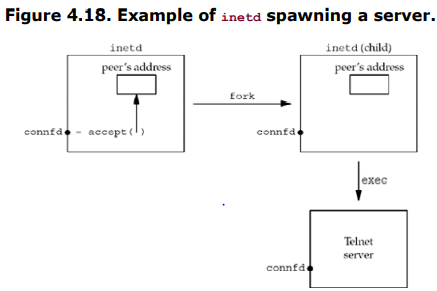 Figure 4.18. Example of inetd spawning a server.
inetd
peer's address
connfd - accept( )
fork
inetd (child)
peer's address
connfd
exec
Telnet
server
connfd